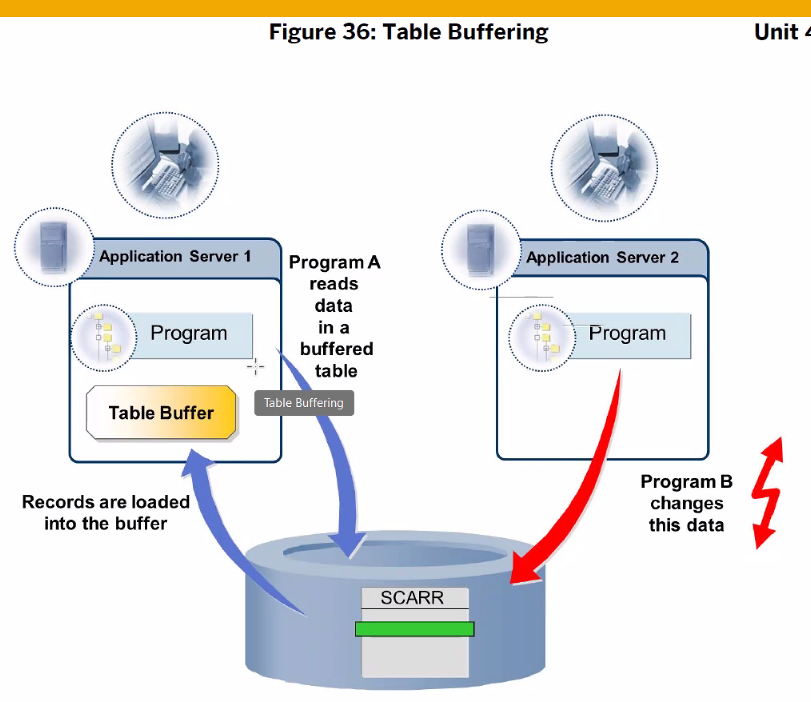 Figure 36: Table Buffering
Unit 4
Application Server 1
Program A
reads
data
in a
buffered
table
Program
Table Buffer
Table Buffering
Records are loaded
into the buffer
Application Server 2
Program
Program B
changes
this data
SCARR